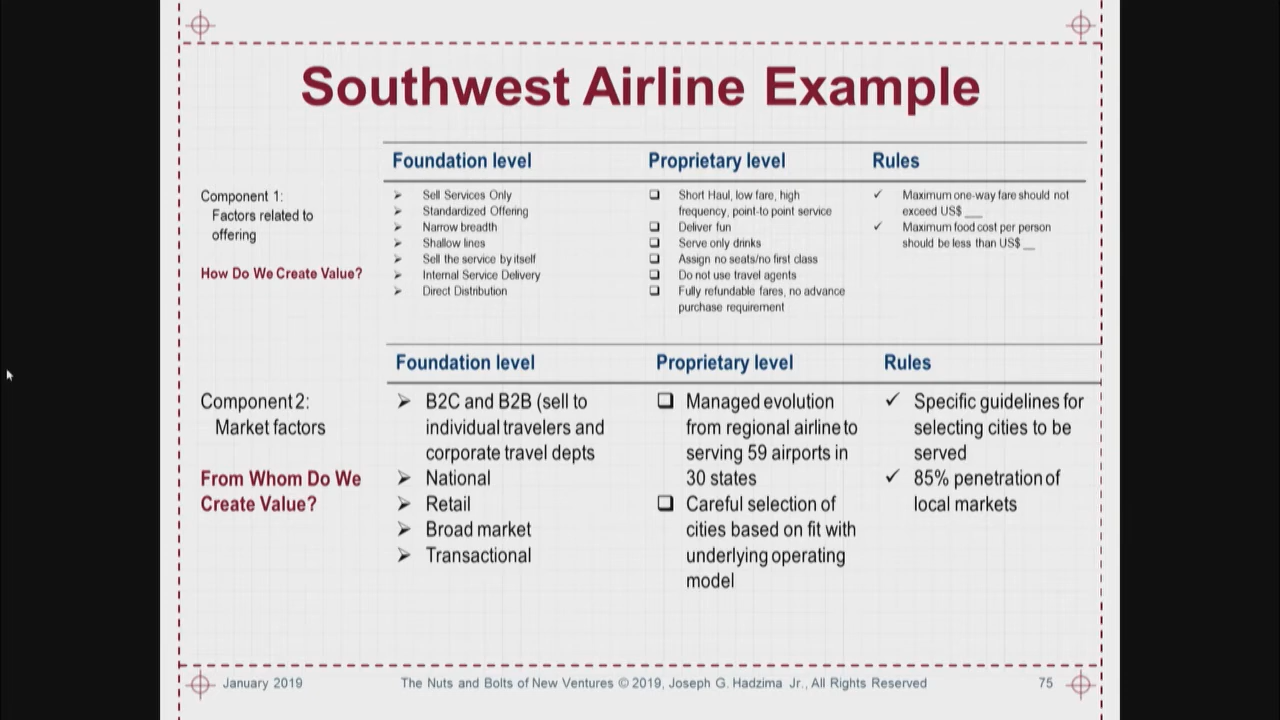 Southwest Airline Example
Foundation level
Proprietary level
Rules
Component 1:
Factors related to
offering
How Do We Create Value?
Sell Services Only
Standardized Offering
Narrow breadth
Shallow lines
Sell the service by itself
Internal Service Delivery
Direct Distribution
Short Haul, low fare, high
frequency, point-to point service
Deliver fun
Serve only drinks
Assign no seats/no first class
Do not use travel agents
Fully refundable fares, no advance
purchase requirement
Maximum one-way fare should not
exceed US$ __
Maximum food cost per person
should be less than US$ __
Foundation level
Proprietary level
Rules
Component 2:
Market factors
From Whom Do We
Create Value?
B2C and B2B (sell to
individual travelers and
corporate travel depts
National
Retail
Broad market
Transactional
Managed evolution
from regional airline to
serving 59 airports in
30 states
Careful selection of
cities based on fit with
underlying operating
model
Specific guidelines for
selecting cities to be
served
85% penetration of
local markets
January 2019
The Nuts and Bolts of New Ventures © 2019, Joseph G. Hadzima Jr., All Rights Reserved
75